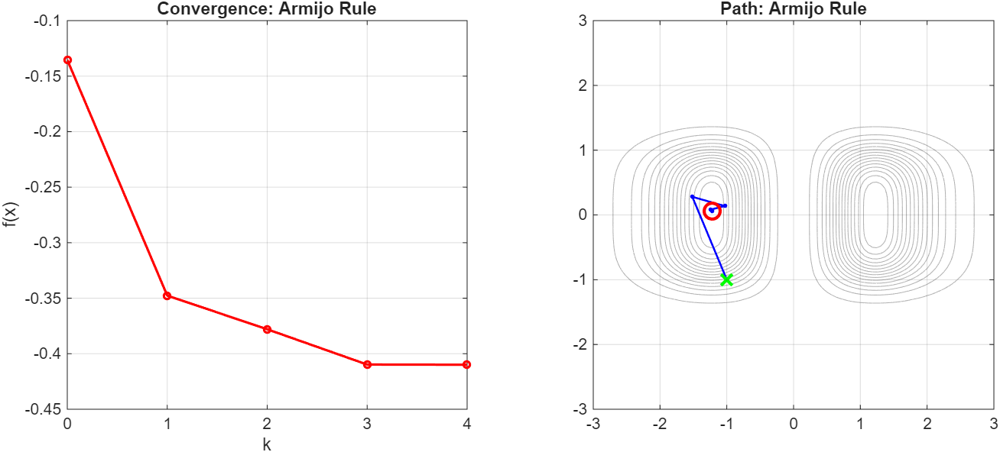 Convergence: Armijo Rule
-0.1
-0.15
-0.2
-0.25
-0.3
-0.35
-0.4
-0.45
f(x)
0 1 2 3 4
k
Path: Armijo Rule
3
2
1
0
-1
-2
-3
-3 -2 -1 0 1 2 3